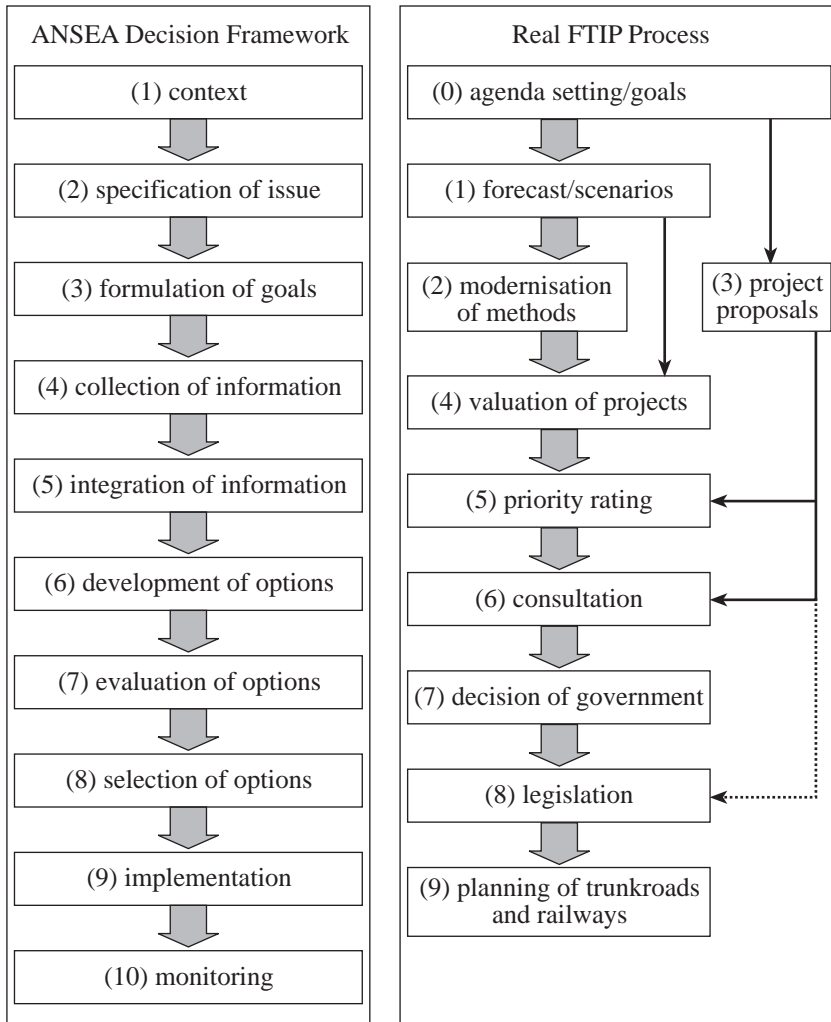 ANSEA Decision Framework
(1) context
(2) specification of issue
(3) formulation of goals
(4) collection of information
(5) integration of information
(6) development of options
(7) evaluation of options
(8) selection of options
(9) implementation
(10) monitoring
Real FTIP Process
(0) agenda setting/goals
(1) forecast/scenarios
(2) modernisation
of methods
(3) project
proposals
(4) valuation of projects
(5) priority rating
(6) consultation
(7) decision of government
(8) legislation
(9) planning of trunkroads
and railways